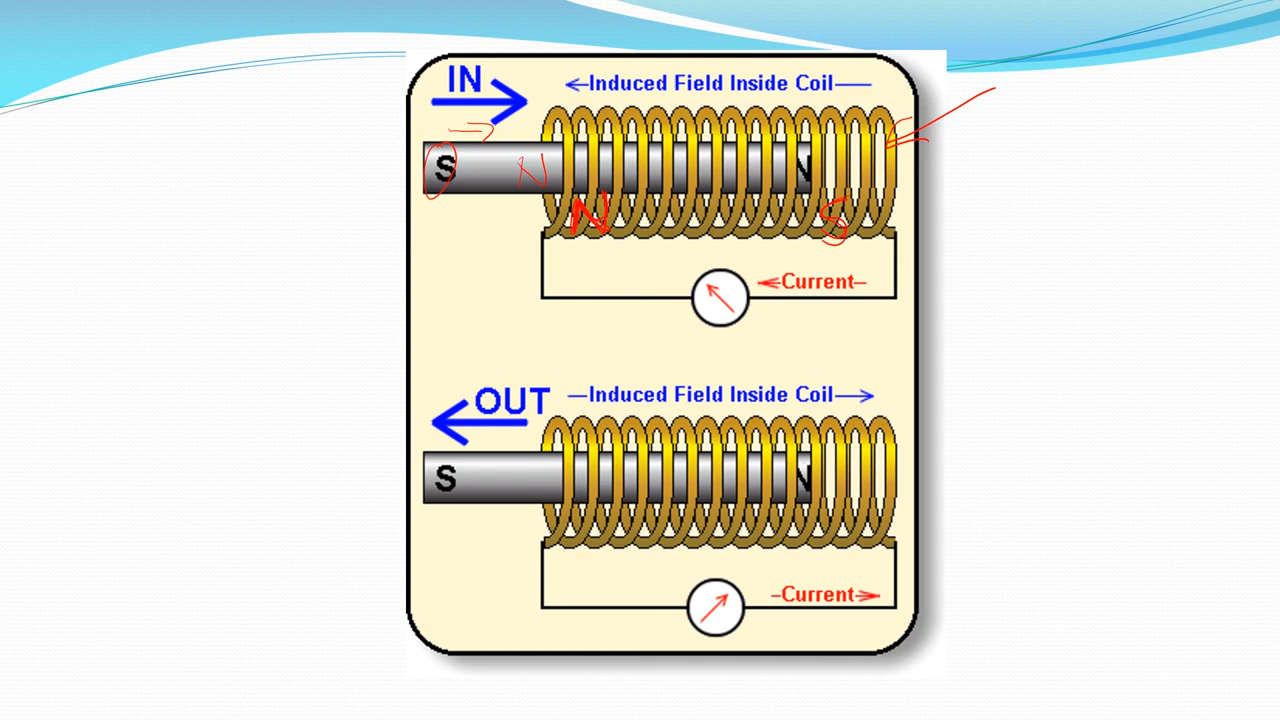 IN
←Induced Field Inside Coil—
S N N
N S
←Current–
OUT
—Induced Field Inside Coil→
S N
–Current→